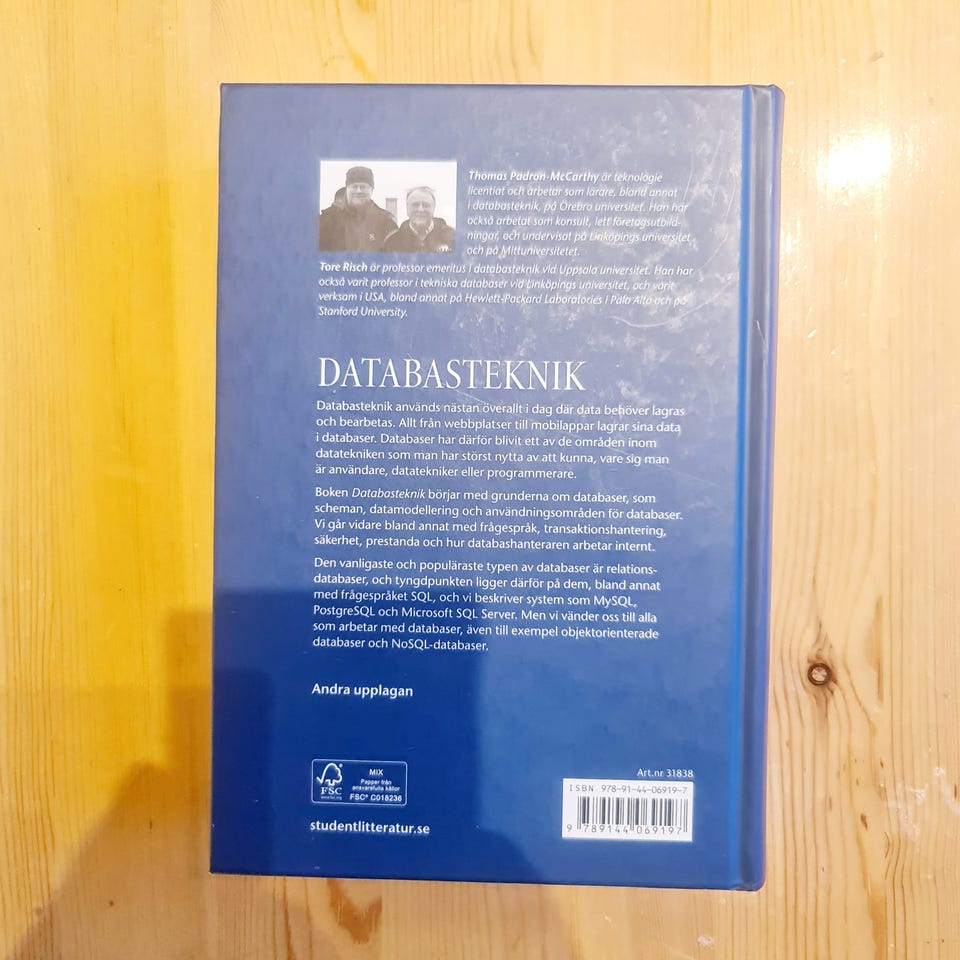 Thomas Padron-McCarthy är teknologie
licentiat och arbetar som lärare, bland annat
i databasteknik, på Örebro universitet. Han har
också arbetat som konsult, lett företagsutbild-
ningar, och undervisat på Linköpings universitet
och på Mittuniversitetet.
Tore Risch är professor emeritus i databasteknik vid Uppsala universitet. Han har
också varit professor i tekniska databaser vid Linköpings universitet, och varit
verksam i USA, bland annat på Hewlett-Packard Laboratories i Palo Alto och på
Stanford University.
DATABASTEKNIK
Databasteknik används nästan överallt i dag där data behöver lagras
och bearbetas. Allt från webbplatser till mobilappar lagrar sina data
i databaser. Databaser har därför blivit ett av de områden inom
datatekniken som man har störst nytta av att kunna, vare sig man
är användare, datatekniker eller programmerare.
Boken Databasteknik börjar med grunderna om databaser, som
scheman, datamodellering och användningsområden för databaser.
Vi går vidare bland annat med frågespråk, transaktionshantering,
säkerhet, prestanda och hur databashanteraren arbetar internt.
Den vanligaste och populäraste typen av databaser är relations-
databaser, och tyngdpunkten ligger därför på dem, bland annat
med frågespråket SQL, och vi beskriver system som MySQL,
PostgreSQL och Microsoft SQL Server. Men vi vänder oss till alla
som arbetar med databaser, även till exempel objektorienterade
databaser och NoSQL-databaser.
Andra upplagan
FSC
www.fsc.org
MIX
Papper från
ansvarsfulla källor
FSC® C018236
studentlitteratur.se
Art.nr 31838
ISBN 978-91-44-06919-7
9 789144 069197